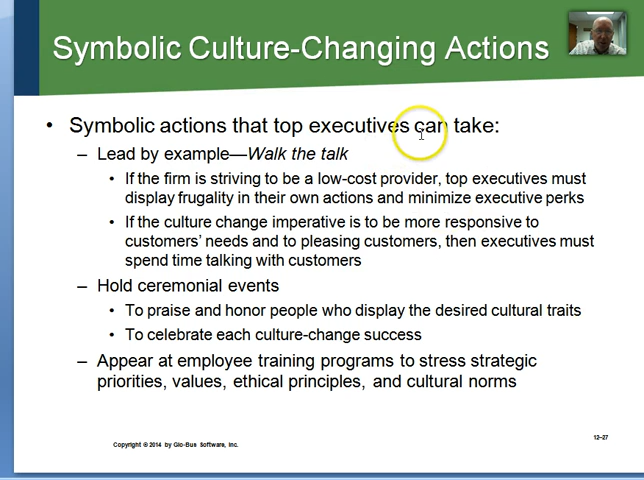 Symbolic Culture-Changing Actions
• Symbolic actions that top executives can take:
– Lead by example—Walk the talk
• If the firm is striving to be a low-cost provider, top executives must
display frugality in their own actions and minimize executive perks
• If the culture change imperative is to be more responsive to
customers' needs and to pleasing customers, then executives must
spend time talking with customers
– Hold ceremonial events
• To praise and honor people who display the desired cultural traits
• To celebrate each culture-change success
– Appear at employee training programs to stress strategic
priorities, values, ethical principles, and cultural norms
Copyright © 2014 by Glo-Bus Software, Inc.
12–27